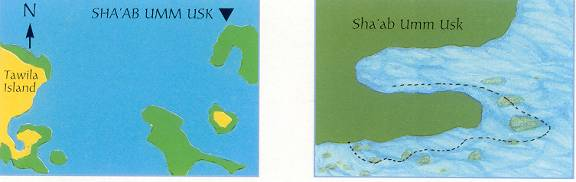 N
SHA'AB UMM USK
Tawila
Island
Sha'ab Umm Usk